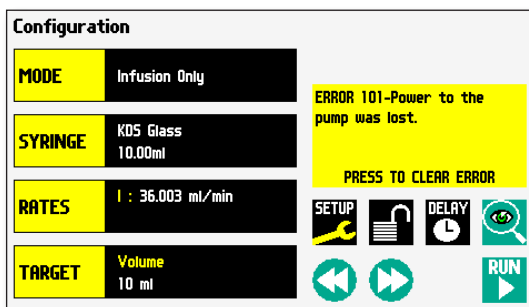 Configuration
MODE
Infusion Only
SYRINGE
KDS Glass
10.00ml
RATES
I : 36.003 ml/min
TARGET
Volume
10 ml
ERROR 101-Power to the
pump was lost.
PRESS TO CLEAR ERROR
SETUP
DELAY
RUN